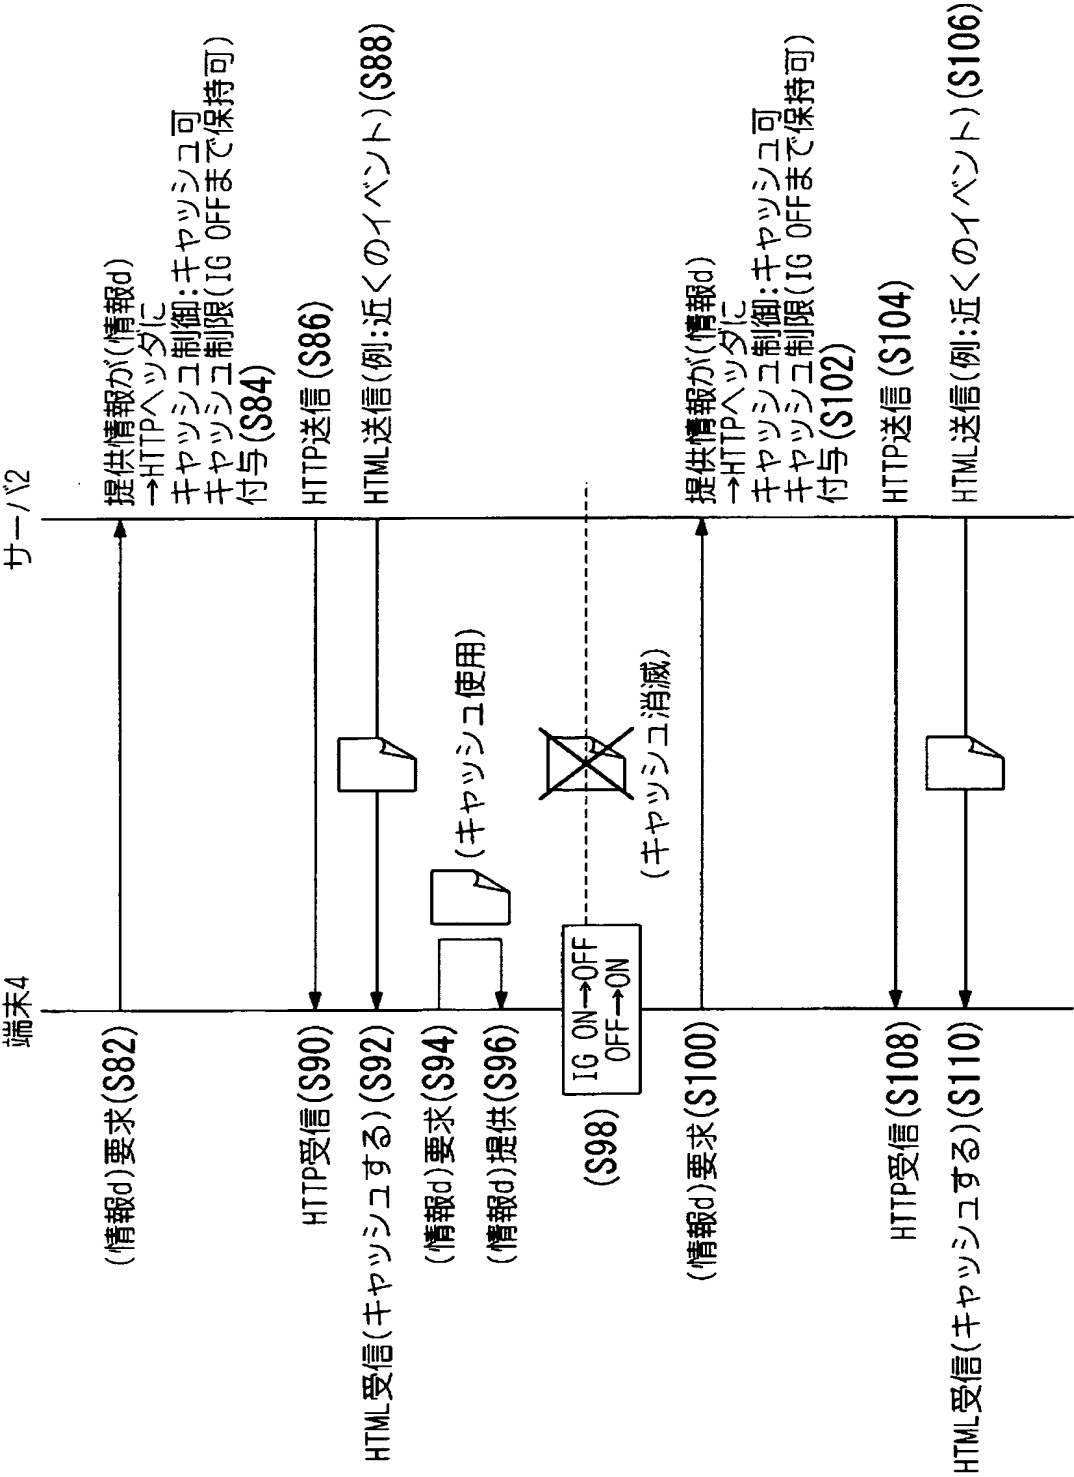 端末4
サーバ2
(情報d)要求(S82)
提供情報が(情報d)
→HTTPヘッダに
キャッシュ制御:キャッシュ可
キャッシュ制限(IG OFFまで保持可)
付与(S84)
HTTP送信(S86)
HTTP受信(S90)
HTML送信(例:近くのイベント)(S88)
HTML受信(キャッシュする)(S92)
(情報d)要求(S94)
(キャッシュ使用)
(情報d)提供(S96)
IG ON→OFF
OFF→ON
(S98)
(キャッシュ消滅)
(情報d)要求(S100)
提供情報が(情報d)
→HTTPヘッダに
キャッシュ制御:キャッシュ可
キャッシュ制限(IG OFFまで保持可)
付与(S102)
HTTP送信(S104)
HTTP受信(S108)
HTML送信(例:近くのイベント)(S106)
HTML受信(キャッシュする)(S110)